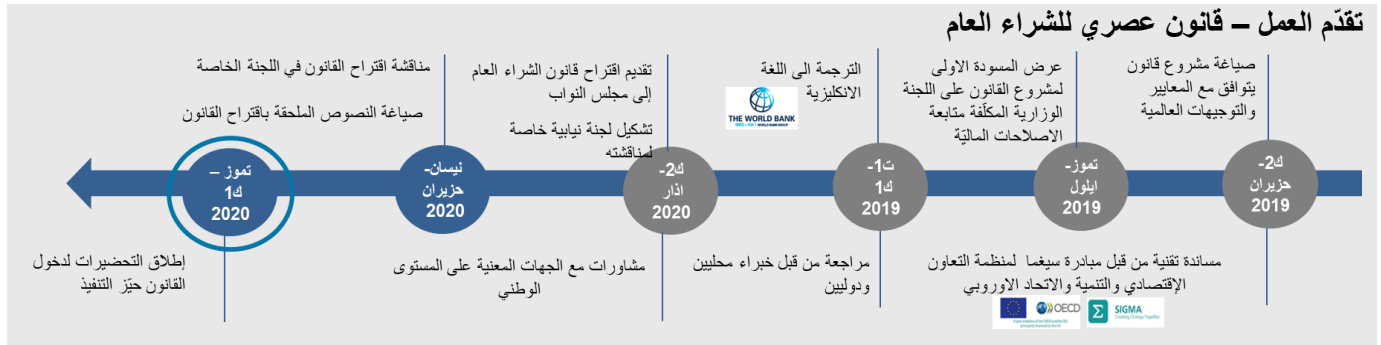 تقدّم العمل – قانون عصري للشراء العام
صياغة مشروع قانون
يتوافق مع المعايير
والتوجيهات العالمية
عرض المسودة الاولى
لمشروع القانون على اللجنة
الوزارية المكلّفة متابعة
الاصلاحات الماليّة
الترجمة الى اللغة
الانكليزية
THE WORLD BANK
تقديم اقتراح قانون الشراء العام
إلى مجلس النواب
تشكيل لجنة نيابية خاصة
لمناقشته
مناقشة اقتراح القانون في اللجنة الخاصة
صياغة النصوص الملحقة باقتراح القانون
ك2-
حزيران
2019
تموز-
ايلول
2019
ت1-
ك1
2019
ك2-
اذار
2020
نيسان-
حزيران
2020
تموز –
ك1
2020
مساندة تقنية من قبل مبادرة سيغما لمنظمة التعاون
الإقتصادي والتنمية والاتحاد الاوروبي
OECD
SIGMA
Creating Change Together
مراجعة من قبل خبراء محليين
ودوليين
مشاورات مع الجهات المعنية على المستوى
الوطني
إطلاق التحضيرات لدخول
القانون حيّز التنفيذ